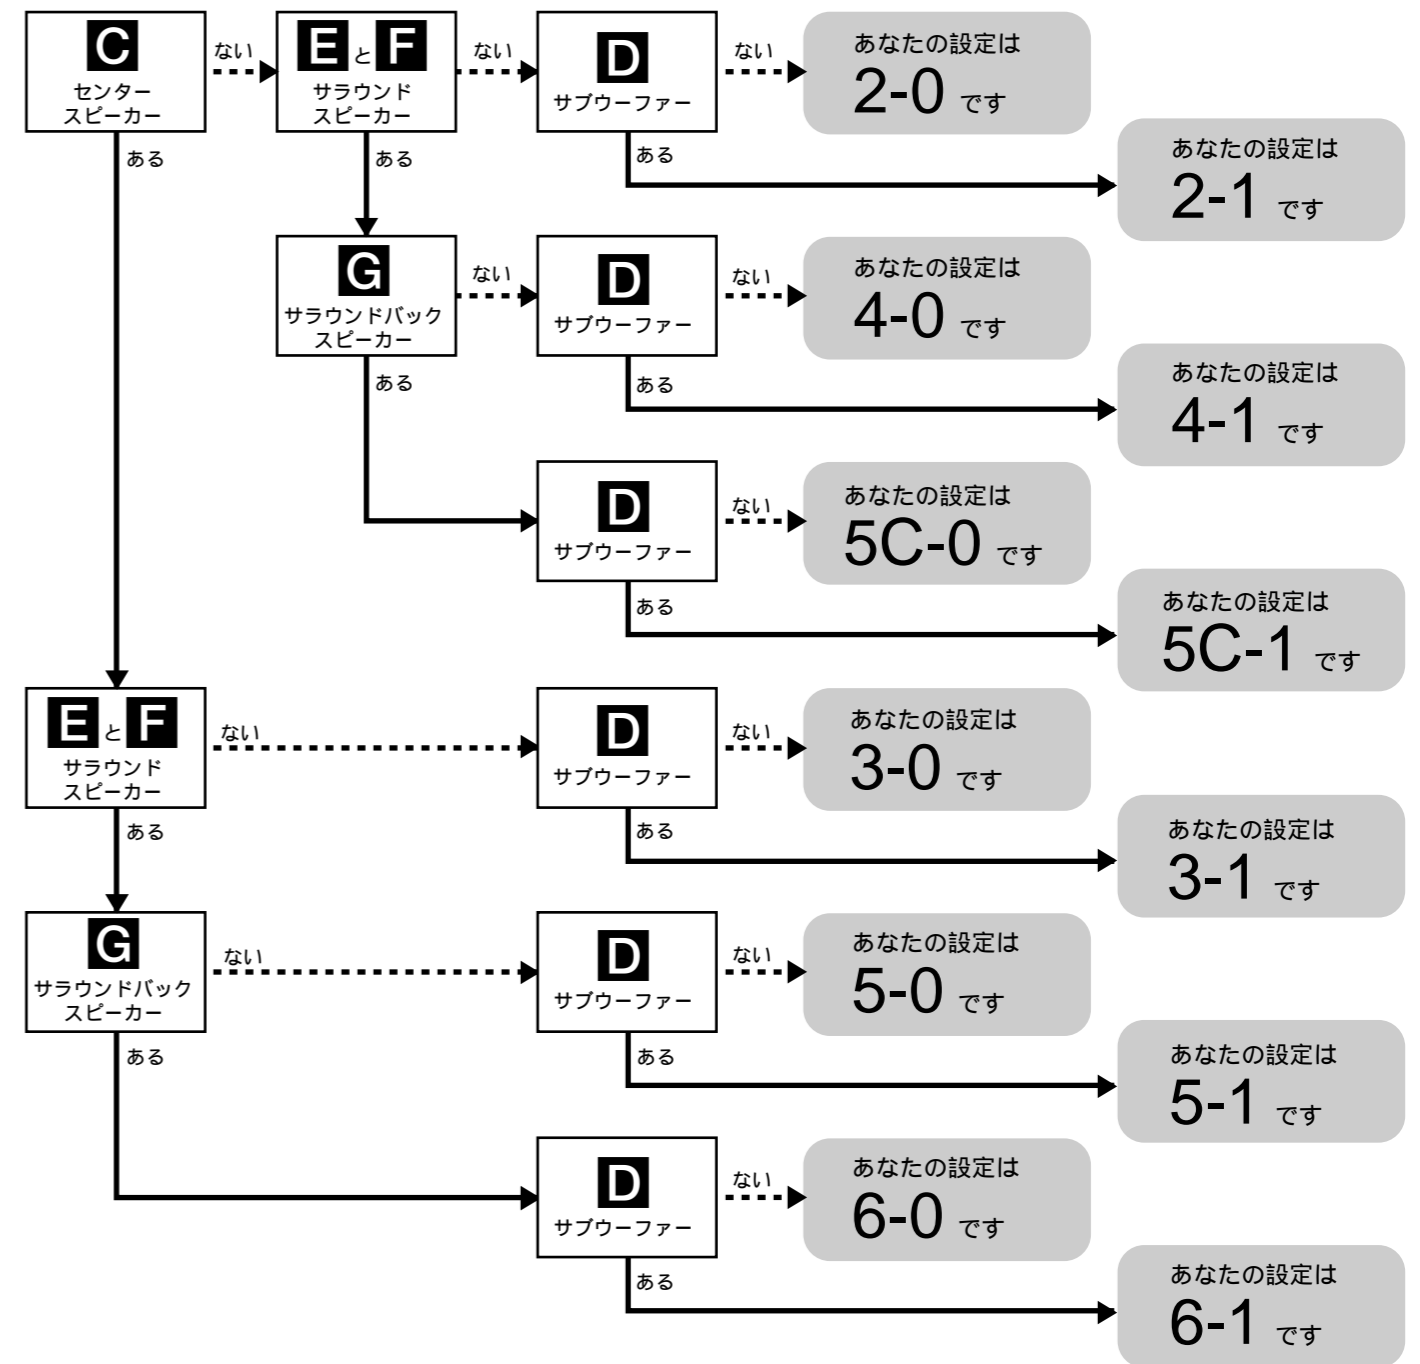 C
センター
スピーカー
ない
ある
E と F
サラウンド
スピーカー
ない
ある
D
サブウーファー
ない
ある
あなたの設定は
2-0 です
あなたの設定は
2-1 です
G
サラウンドバック
スピーカー
ない
ある
D
サブウーファー
ない
ある
あなたの設定は
4-0 です
あなたの設定は
4-1 です
D
サブウーファー
ない
ある
あなたの設定は
5C-0 です
あなたの設定は
5C-1 です
E と F
サラウンド
スピーカー
ない
ある
D
サブウーファー
ない
ある
あなたの設定は
3-0 です
あなたの設定は
3-1 です
G
サラウンドバック
スピーカー
ない
ある
D
サブウーファー
ない
ある
あなたの設定は
5-0 です
あなたの設定は
5-1 です
D
サブウーファー
ない
ある
あなたの設定は
6-0 です
あなたの設定は
6-1 です